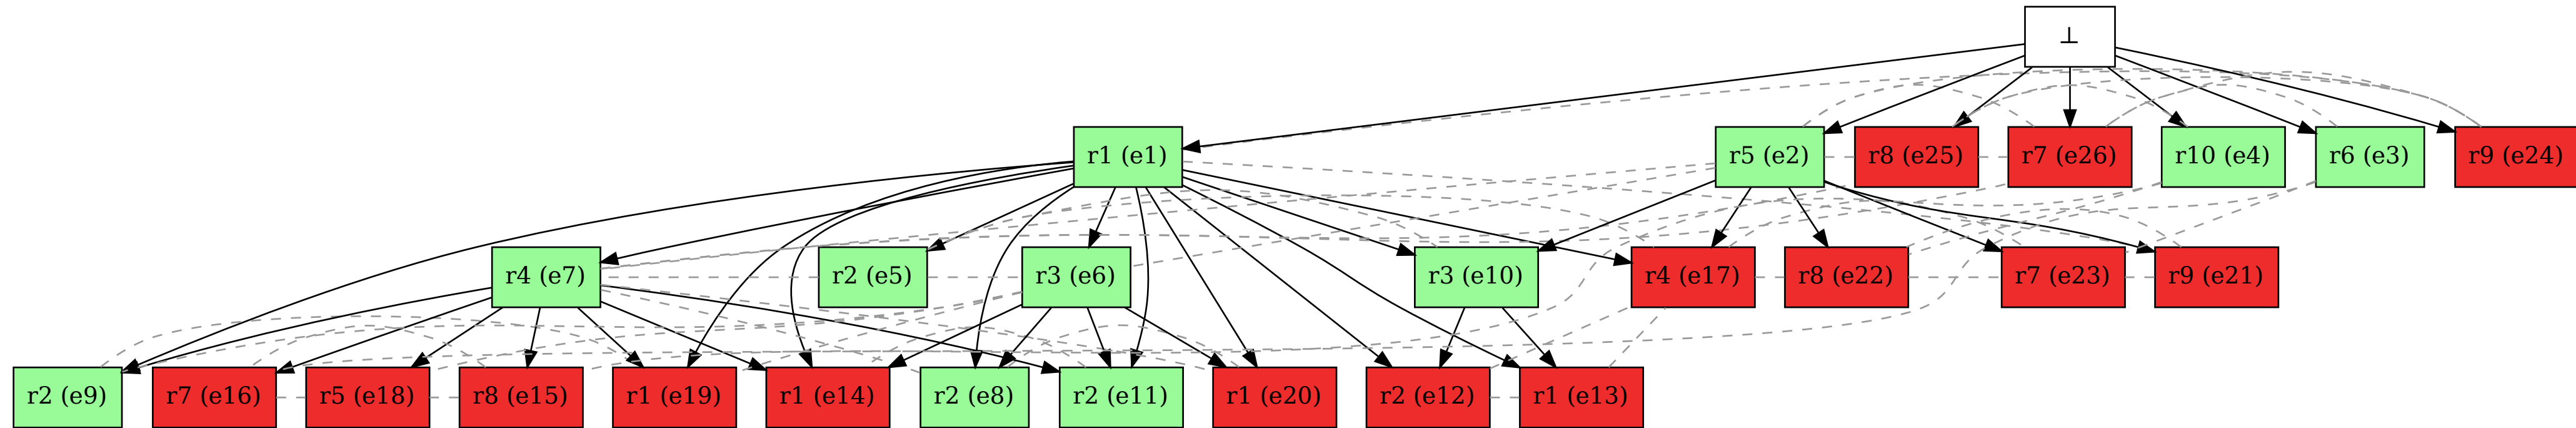 ⊥
r1 (e1)
r5 (e2)
r8 (e25)
r7 (e26)
r10 (e4)
r6 (e3)
r9 (e24)
r4 (e7)
r2 (e5)
r3 (e6)
r3 (e10)
r4 (e17)
r8 (e22)
r7 (e23)
r9 (e21)
r2 (e9)
r7 (e16)
r5 (e18)
r8 (e15)
r1 (e19)
r1 (e14)
r2 (e8)
r2 (e11)
r1 (e20)
r2 (e12)
r1 (e13)